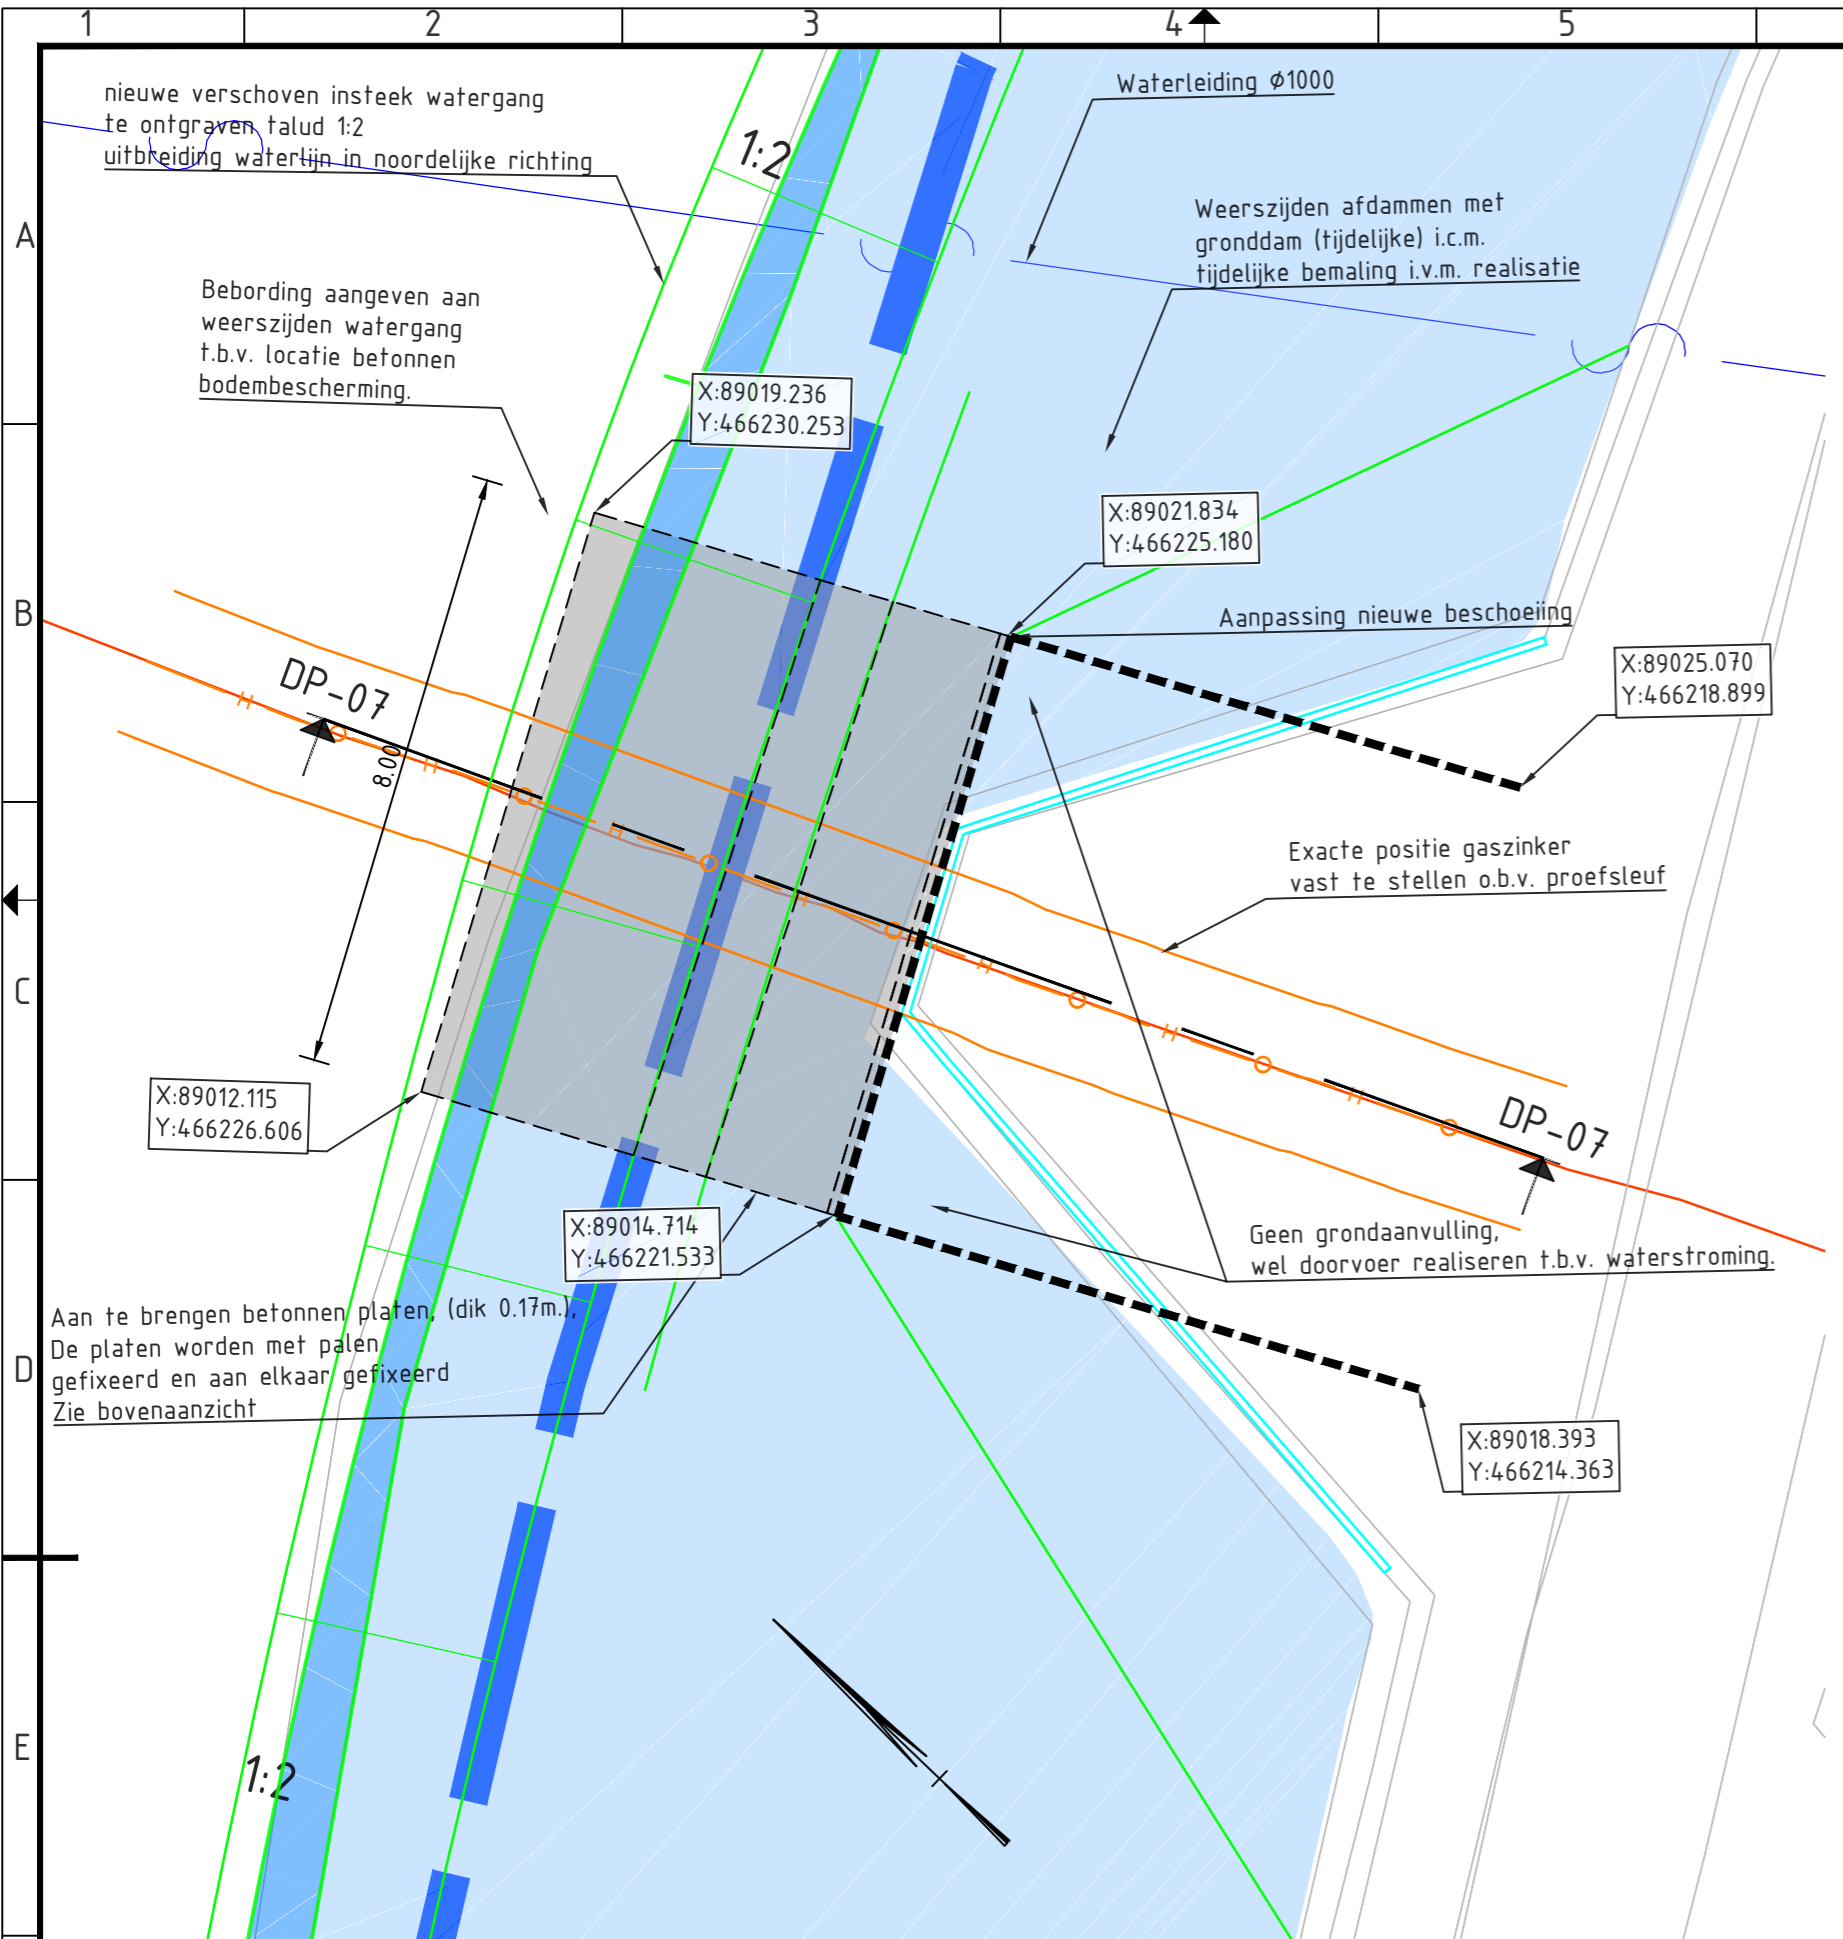 1 2 3 4 5
A
B
C
D
E
nieuwe verschoven insteek watergang
te ontgraven talud 1:2
uitbreiding waterlijn in noordelijke richting
1:2
Waterleiding Ø1000
Weerszijden afdammen met
gronddam (tijdelijke) i.c.m.
tijdelijke bemaling i.v.m. realisatie
Bebording aangeven aan
weerszijden watergang
t.b.v. locatie betonnen
bodembescherming.
X:89019.236
Y:466230.253
X:89021.834
Y:466225.180
Aanpassing nieuwe beschoeiing
X:89025.070
Y:466218.899
DP-07
8.00
Exacte positie gaszinker
vast te stellen o.b.v. proefsleuf
X:89012.115
Y:466226.606
DP-07
X:89014.714
Y:466221.533
Geen grondaanvulling,
wel doorvoer realiseren t.b.v. waterstroming.
Aan te brengen betonnen platen, (dik 0.17m.),
De platen worden met palen
gefixeerd en aan elkaar gefixeerd
Zie bovenaanzicht
X:89018.393
Y:466214.363
1:2